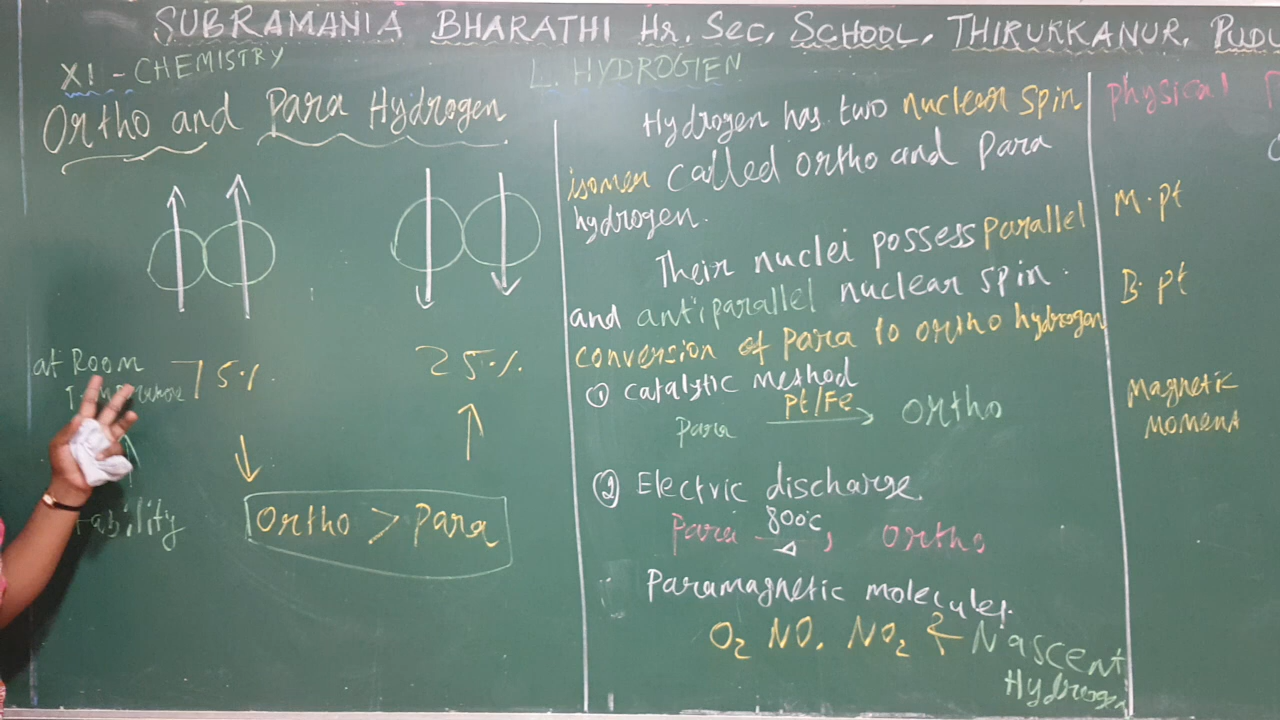 SUBRAMANIA BHARATHI Hr. Sec, SCHOOL, THIRUKKANUR, PUDU
XI - CHEMISTRY
L. HYDROGEN
Ortho and Para Hydrogen
at Room
75%
25%
tability
Ortho > Para
Hydrogen has two nuclear spin
isomer called ortho and para
hydrogen.
Their nuclei possess parallel
and antiparallel nuclear spin.
conversion of Para to ortho hydrogen
① Catalytic method
Para Pt/Fe → Ortho
② Electric discharge.
Para 800°C Δ → Ortho
Paramagnetic molecules.
O₂ NO, NO₂ ← Nascent
Hydrogen
Physical
M.pt
B.pt
Magnetic
Moment